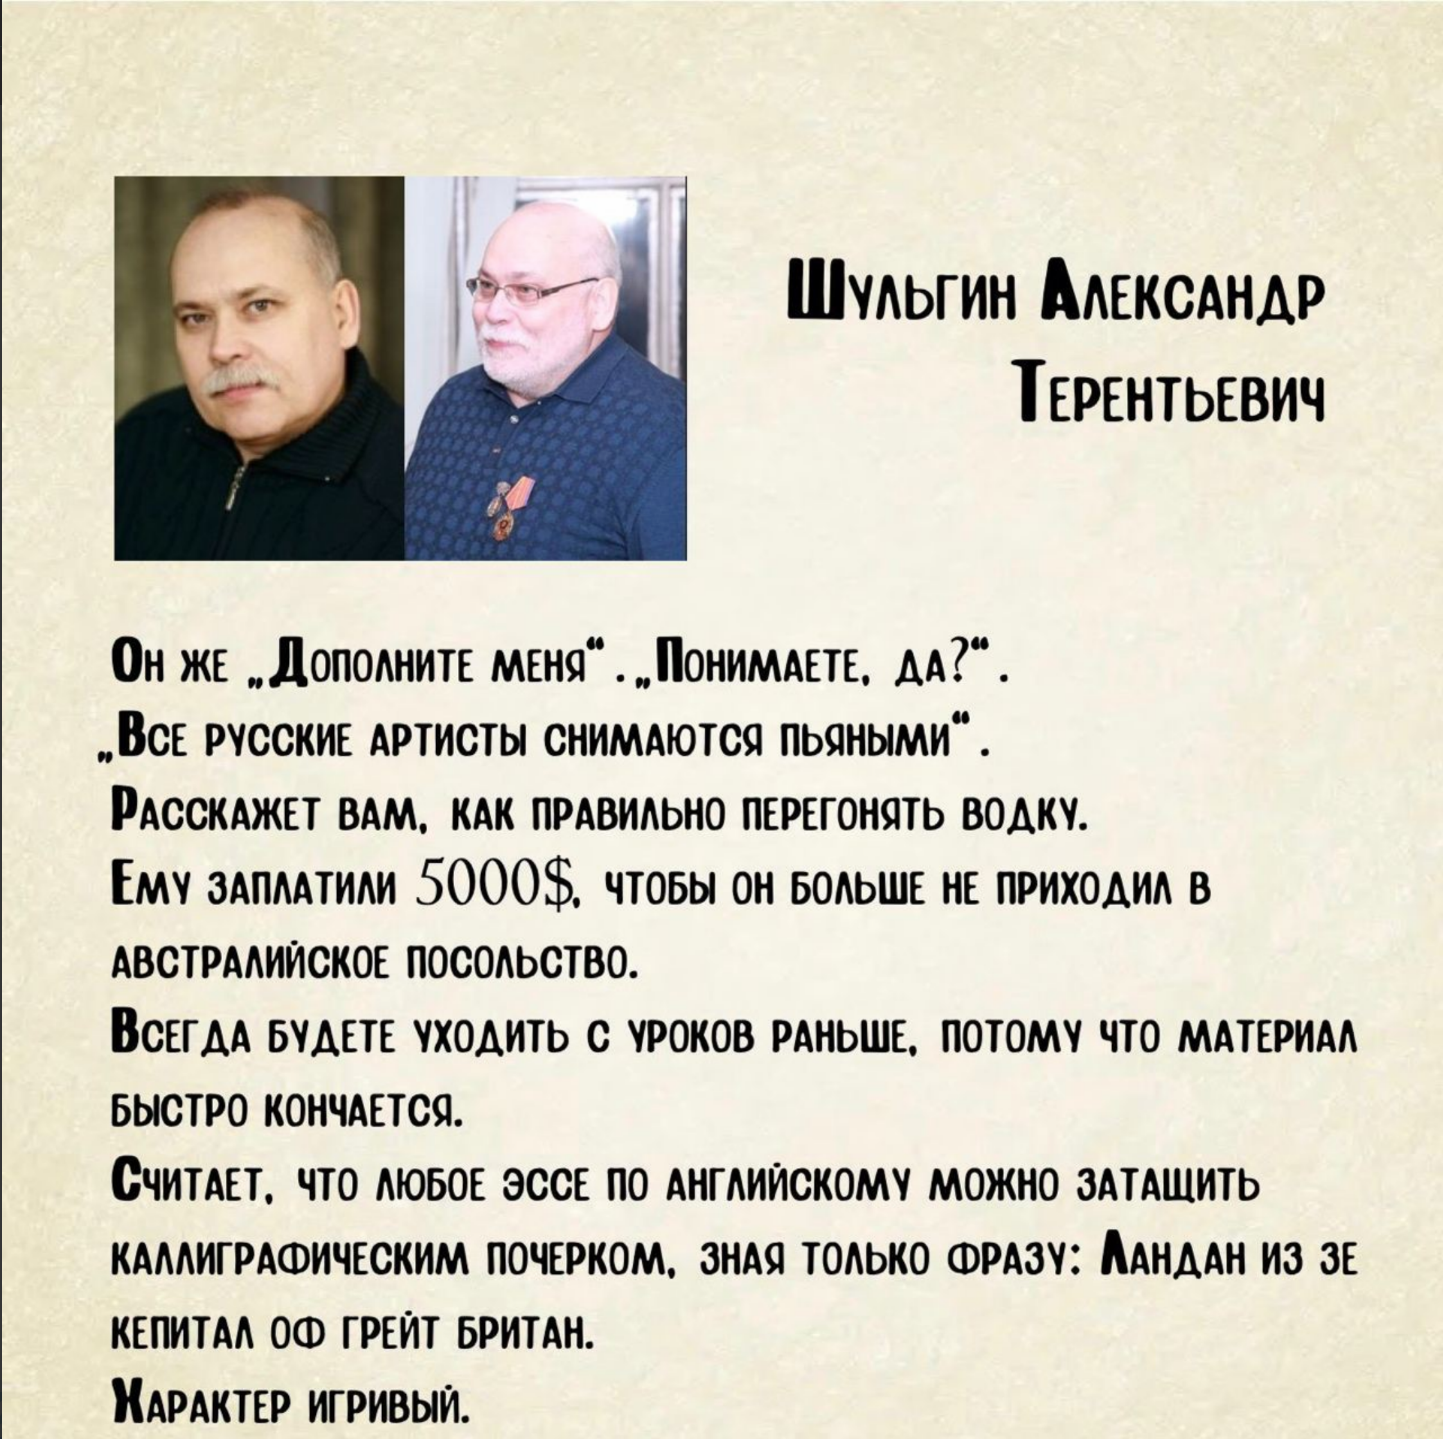 Шульгин Александр
Терентьевич
Он же „Дополните меня“. „Понимаете, да?“.
„Все русские артисты снимаются пьяными“.
Расскажет вам, как правильно перегонять водку.
Ему заплатили 5000$, чтобы он больше не приходил в
австралийское посольство.
Всегда будете уходить с уроков раньше, потому что материал
быстро кончается.
Считает, что любое эссе по английскому можно затащить
каллиграфическим почерком, зная только фразу: Ландан из зе
кепитал оф грейт британ.
Характер игривый.